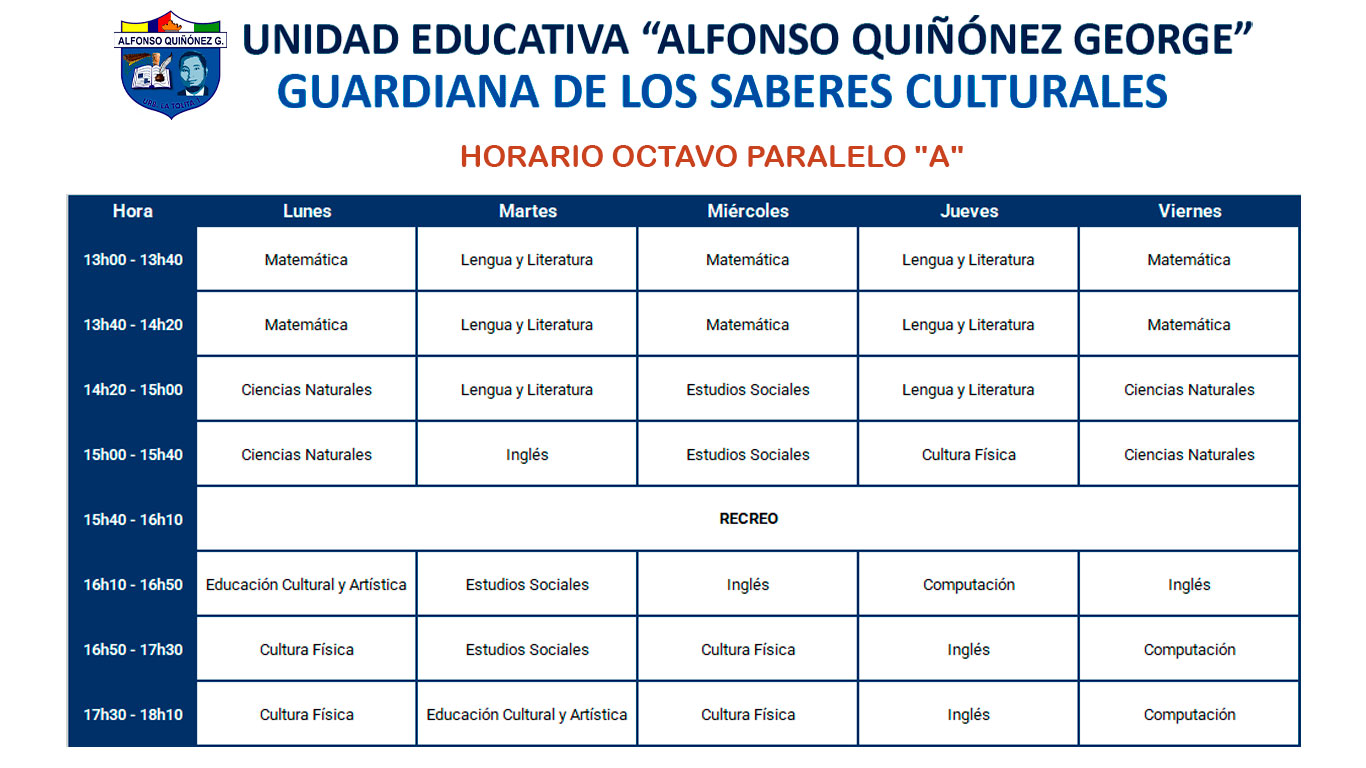 ALFONSO QUIÑÓNEZ G.
URB. LA TOLITA 1
UNIDAD EDUCATIVA “ALFONSO QUIÑÓNEZ GEORGE”
GUARDIANA DE LOS SABERES CULTURALES
HORARIO OCTAVO PARALELO "A"
Hora Lunes Martes Miércoles Jueves Viernes
13h00 - 13h40 Matemática Lengua y Literatura Matemática Lengua y Literatura Matemática
13h40 - 14h20 Matemática Lengua y Literatura Matemática Lengua y Literatura Matemática
14h20 - 15h00 Ciencias Naturales Lengua y Literatura Estudios Sociales Lengua y Literatura Ciencias Naturales
15h00 - 15h40 Ciencias Naturales Inglés Estudios Sociales Cultura Física Ciencias Naturales
15h40 - 16h10 RECREO
16h10 - 16h50 Educación Cultural y Artística Estudios Sociales Inglés Computación Inglés
16h50 - 17h30 Cultura Física Estudios Sociales Cultura Física Inglés Computación
17h30 - 18h10 Cultura Física Educación Cultural y Artística Cultura Física Inglés Computación